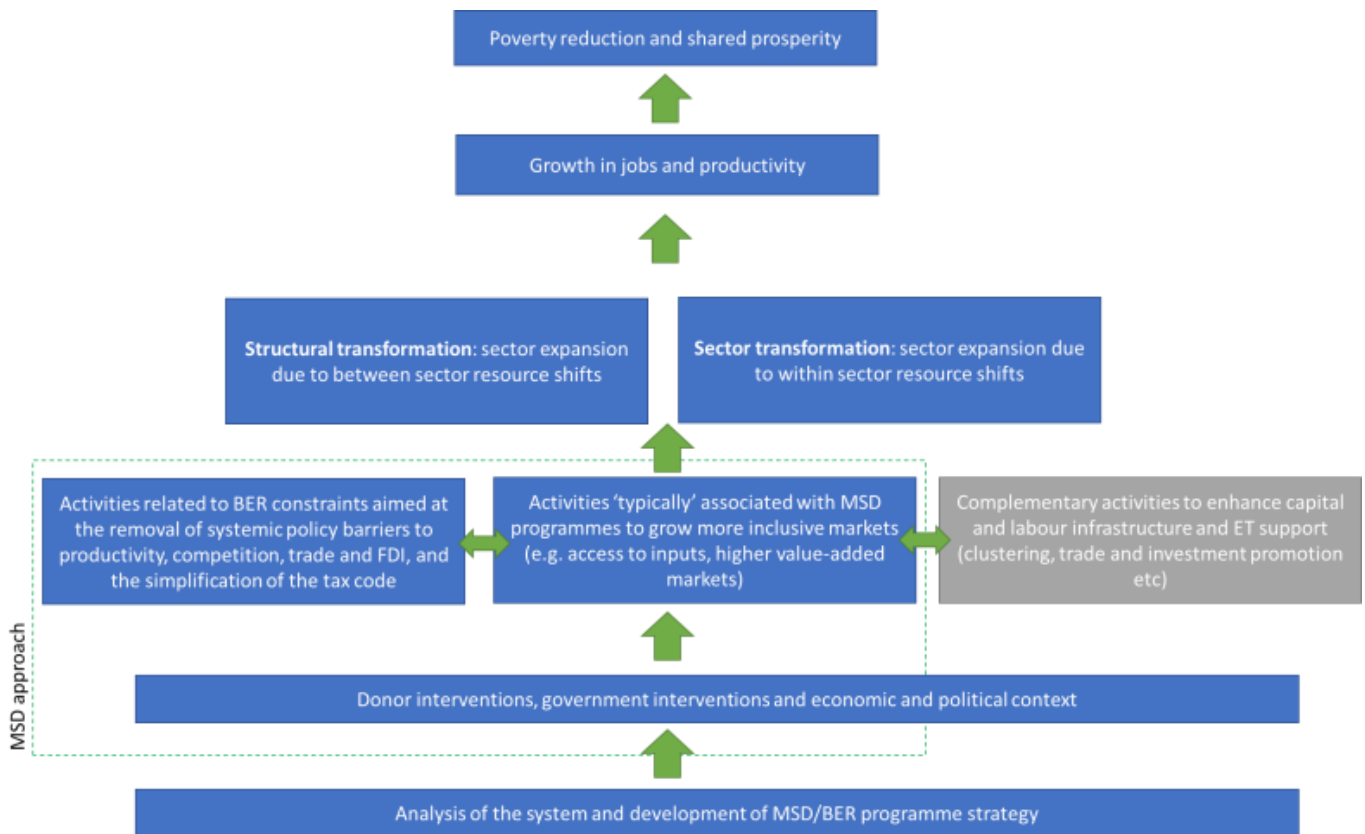 Poverty reduction and shared prosperity
Growth in jobs and productivity
Structural transformation: sector expansion
due to between sector resource shifts
Sector transformation: sector expansion due
to within sector resource shifts
Activities related to BER constraints aimed at
the removal of systemic policy barriers to
productivity, competition, trade and FDI, and
the simplification of the tax code
Activities ‘typically’ associated with MSD
programmes to grow more inclusive markets
(e.g. access to inputs, higher value-added
markets)
Complementary activities to enhance capital
and labour infrastructure and ET support
(clustering, trade and investment promotion
etc)
MSD approach
Donor interventions, government interventions and economic and political context
Analysis of the system and development of MSD/BER programme strategy